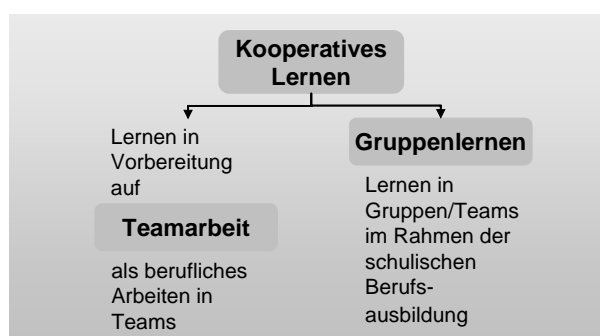 Kooperatives
Lernen
Lernen in
Vorbereitung
auf
Teamarbeit
als berufliches
Arbeiten in
Teams
Gruppenlernen
Lernen in
Gruppen/Teams
im Rahmen der
schulischen
Berufs-
ausbildung